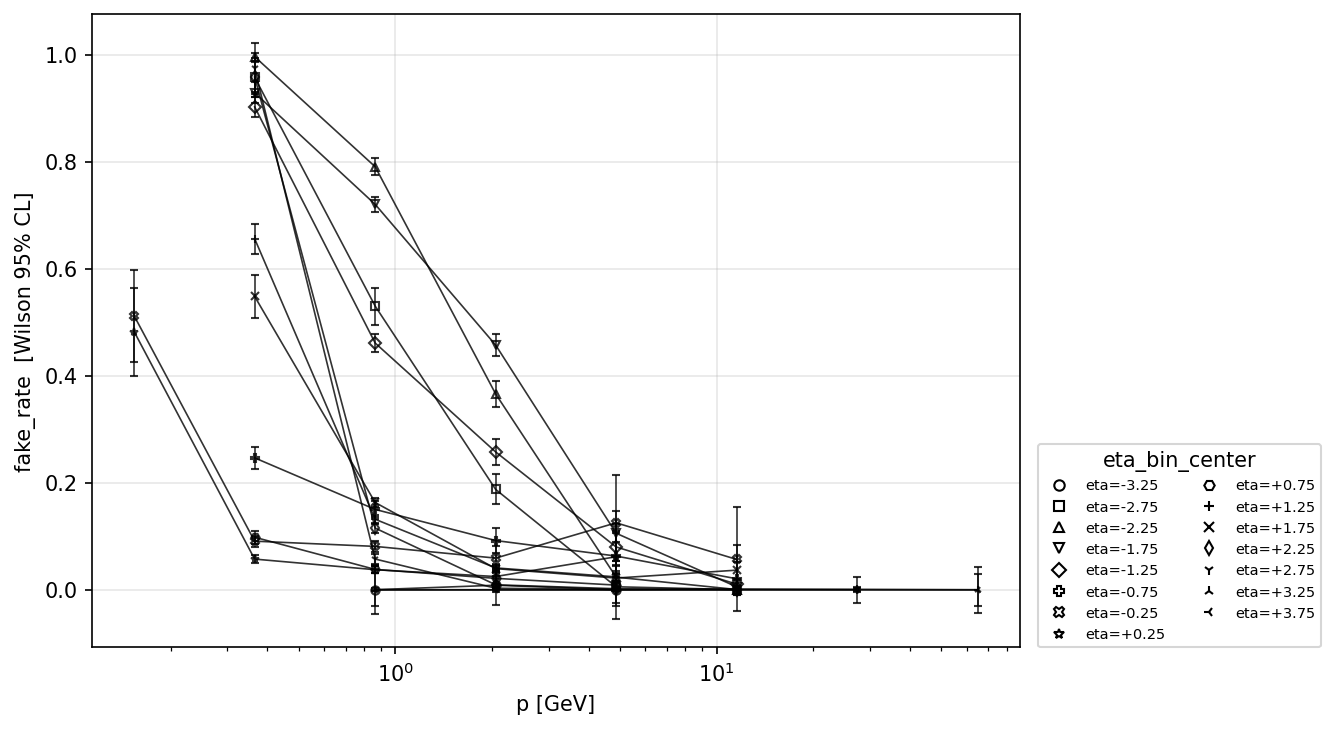 1.0
0.8
0.6
0.4
0.2
0.0
fake_rate [Wilson 95% CL]
10⁰
10¹
p [GeV]
eta_bin_center
eta=-3.25
eta=-2.75
eta=-2.25
eta=-1.75
eta=-1.25
eta=-0.75
eta=-0.25
eta=+0.25
eta=+0.75
eta=+1.25
eta=+1.75
eta=+2.25
eta=+2.75
eta=+3.25
eta=+3.75